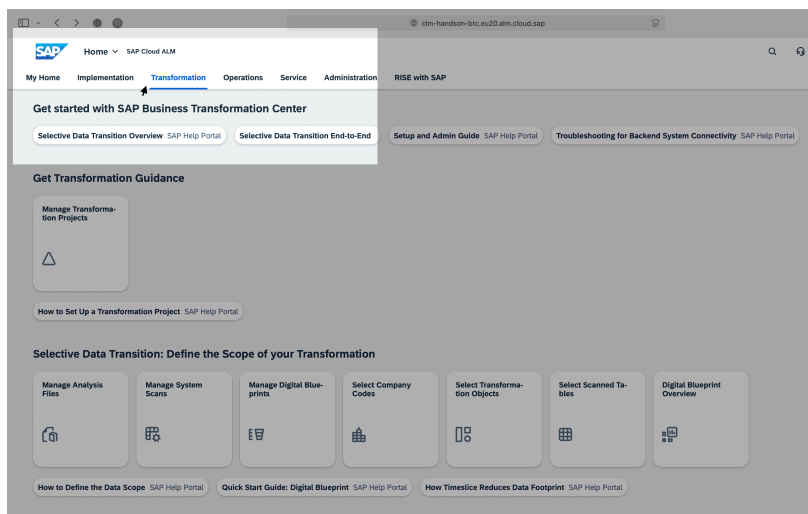 clm-handson-btc.eu20.alm.cloud.sap
SAP Home SAP Cloud ALM
My Home Implementation Transformation Operations Service Administration RISE with SAP
Get started with SAP Business Transformation Center
Selective Data Transition Overview SAP Help Portal Selective Data Transition End-to-End Setup and Admin Guide SAP Help Portal Troubleshooting for Backend System Connectivity SAP Help Portal
Get Transformation Guidance
Manage Transforma-
tion Projects
How to Set Up a Transformation Project SAP Help Portal
Selective Data Transition: Define the Scope of your Transformation
Manage Analysis
Files
Manage System
Scans
Manage Digital Blue-
prints
Select Company
Codes
Select Transforma-
tion Objects
Select Scanned Ta-
bles
Digital Blueprint
Overview
How to Define the Data Scope SAP Help Portal Quick Start Guide: Digital Blueprint SAP Help Portal How Timeslice Reduces Data Footprint SAP Help Portal